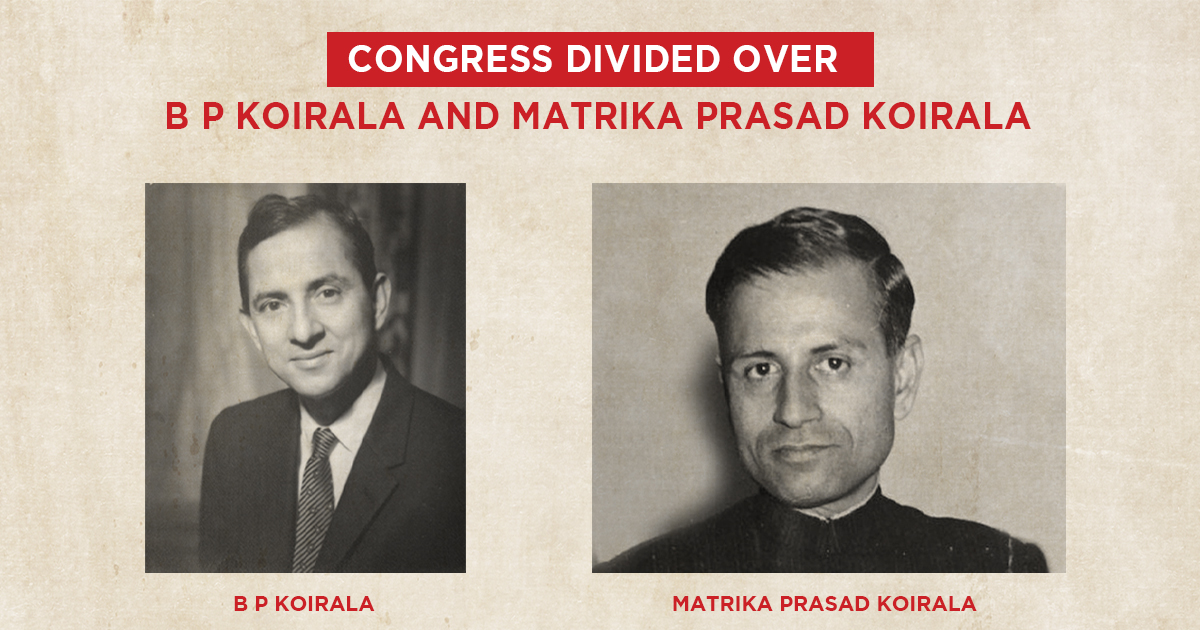 CONGRESS DIVIDED OVER
B P KOIRALA AND MATRIKA PRASAD KOIRALA
B P KOIRALA
MATRIKA PRASAD KOIRALA